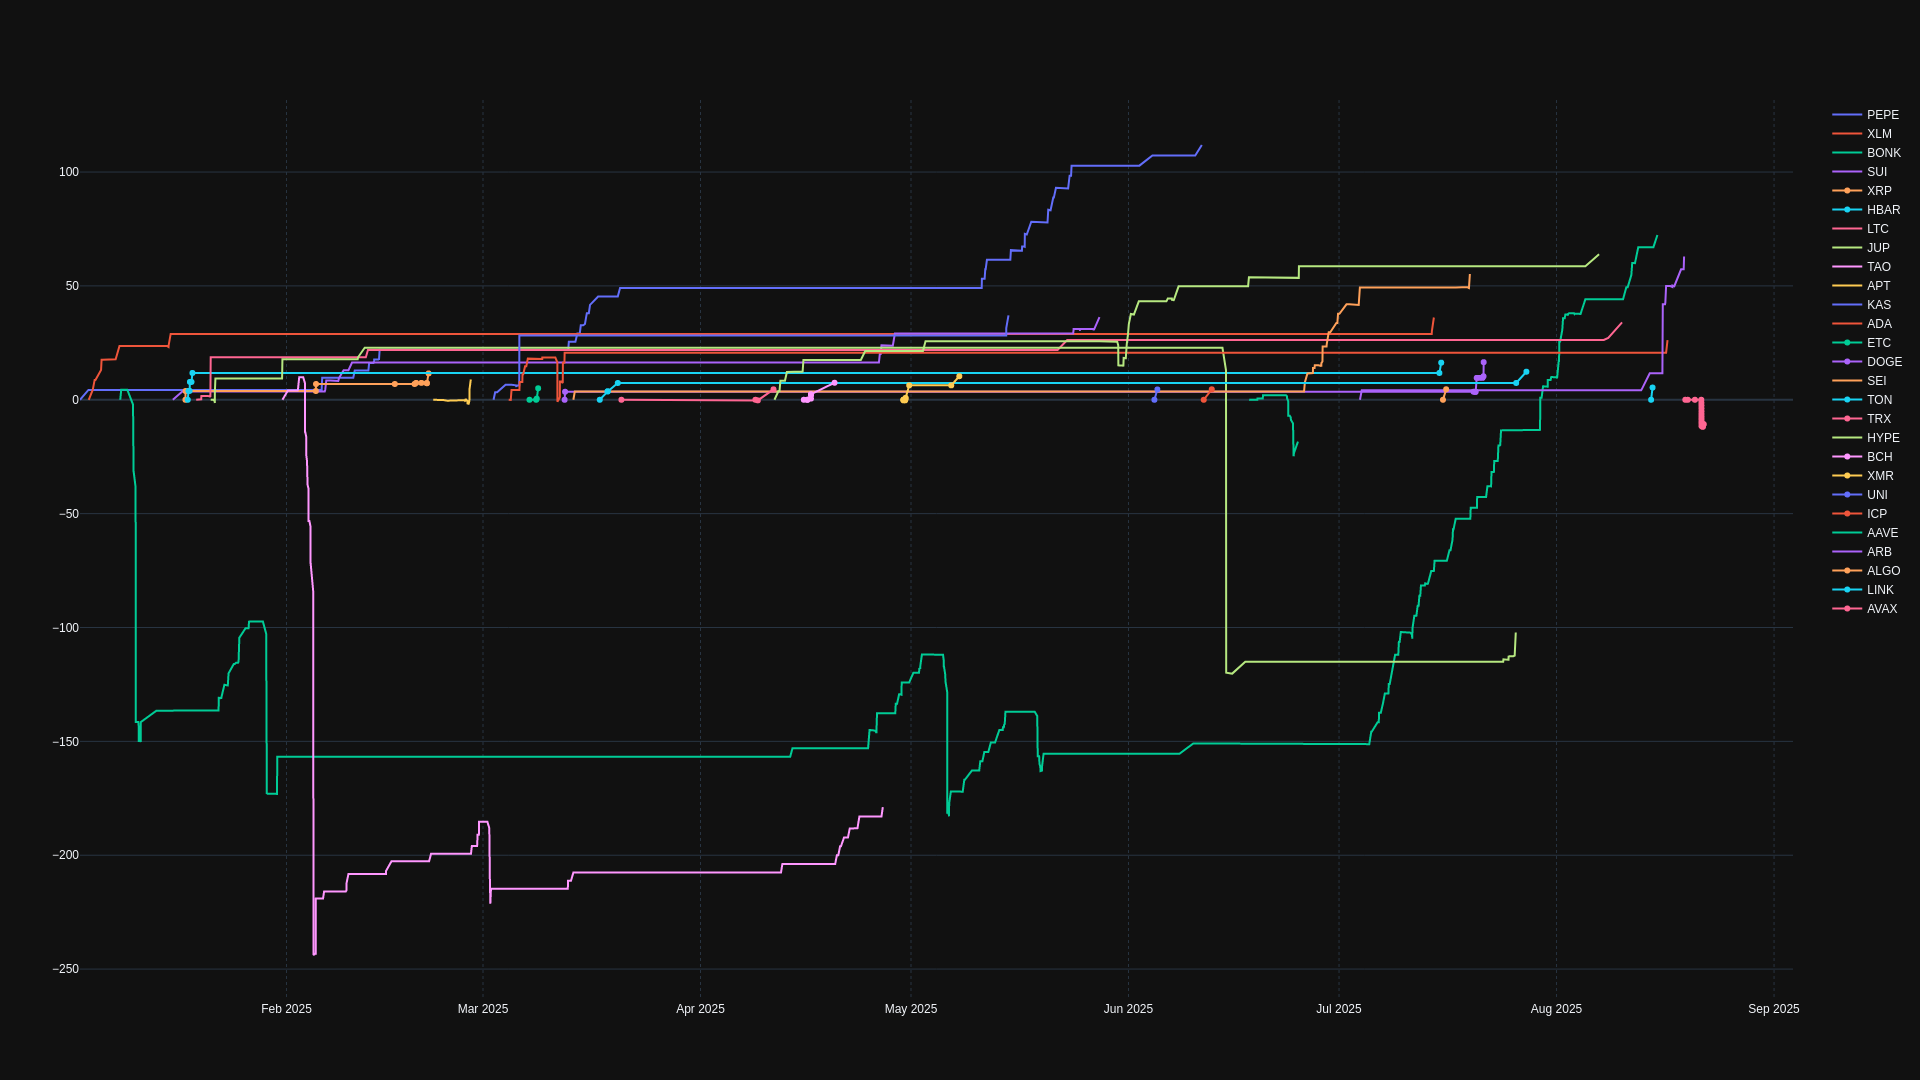 100
50
0
−50
−100
−150
−200
−250
Feb 2025
Mar 2025
Apr 2025
May 2025
Jun 2025
Jul 2025
Aug 2025
Sep 2025
PEPE
XLM
BONK
SUI
XRP
HBAR
LTC
JUP
TAO
APT
KAS
ADA
ETC
DOGE
SEI
TON
TRX
HYPE
BCH
XMR
UNI
ICP
AAVE
ARB
ALGO
LINK
AVAX